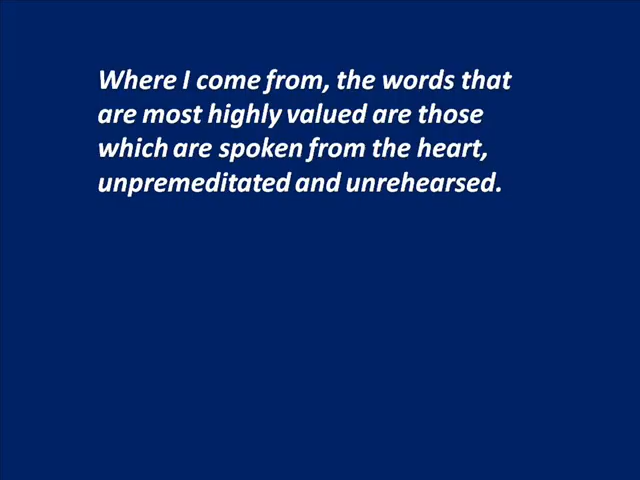 Where I come from, the words that
are most highly valued are those
which are spoken from the heart,
unpremeditated and unrehearsed.